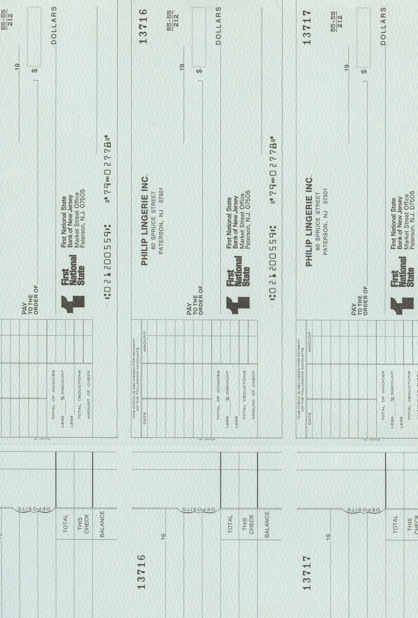 55-55
212
19
$
DOLLARS
PAY
TO THE
ORDER OF
First
National
State
First National State
Bank of New Jersey
Market Street Office
Paterson, N.J. 07505
⑆021200559⑆ ⑈79⑉02778⑈
TOTAL OF INVOICES
LESS % DISCOUNT
LESS
TOTAL DEDUCTIONS
AMOUNT OF CHECK
DEPOSITS
TOTAL
THIS
CHECK
BALANCE
13716
PHILIP LINGERIE INC.
80 SPRUCE STREET
PATERSON, NJ 07501
55-55
212
19
$
DOLLARS
PAY
TO THE
ORDER OF
First
National
State
First National State
Bank of New Jersey
Market Street Office
Paterson, N.J. 07505
⑆021200559⑆ ⑈79⑉02778⑈
DATE AMOUNT
TOTAL OF INVOICES
LESS % DISCOUNT
LESS
TOTAL DEDUCTIONS
AMOUNT OF CHECK
13716
19
DEPOSITS
TOTAL
THIS
CHECK
BALANCE
13717
PHILIP LINGERIE INC.
80 SPRUCE STREET
PATERSON, NJ 07501
55-55
212
19
$
DOLLARS
PAY
TO THE
ORDER OF
First
National
State
First National State
Bank of New Jersey
Market Street Office
Paterson, N.J. 07505
DATE AMOUNT
TOTAL OF INVOICES
LESS % DISCOUNT
LESS
TOTAL DEDUCTIONS
13717
19
DEPOSITS
TOTAL
THIS
CHECK